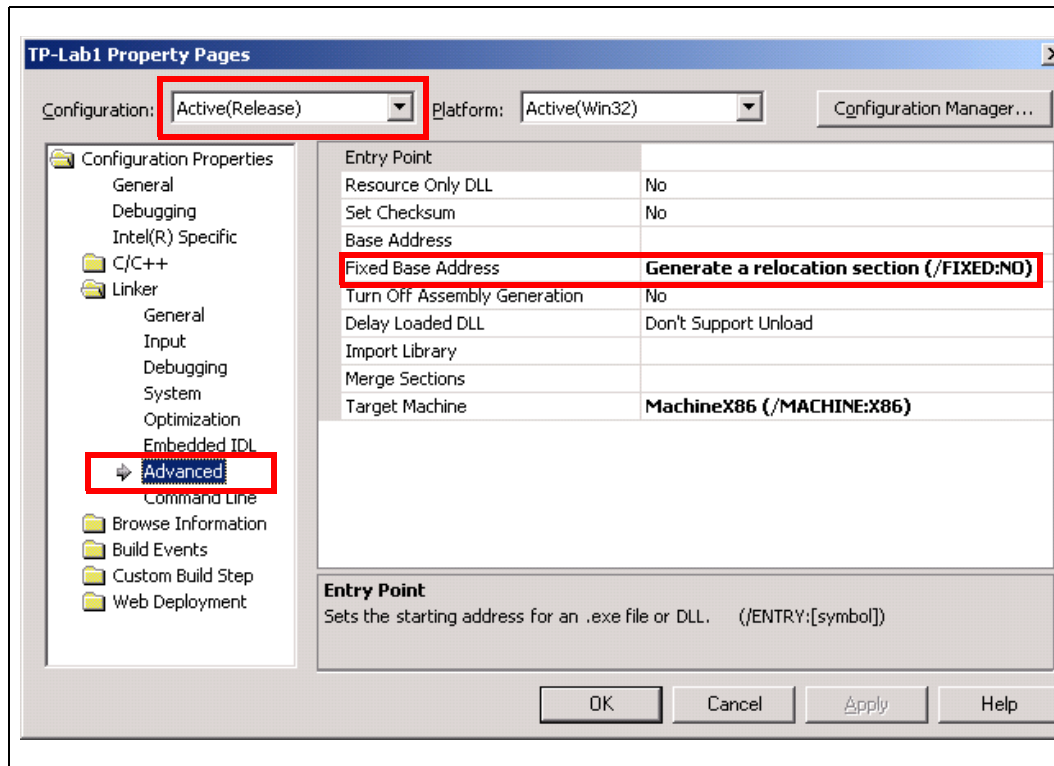 TP-Lab1 Property Pages
Configuration: Active(Release) Platform: Active(Win32) Configuration Manager...
Configuration Properties
General
Debugging
Intel(R) Specific
C/C++
Linker
General
Input
Debugging
System
Optimization
Embedded IDL
Advanced
Command Line
Browse Information
Build Events
Custom Build Step
Web Deployment
Entry Point
Resource Only DLL No
Set Checksum No
Base Address
Fixed Base Address Generate a relocation section (/FIXED:NO)
Turn Off Assembly Generation No
Delay Loaded DLL Don't Support Unload
Import Library
Merge Sections
Target Machine MachineX86 (/MACHINE:X86)
Entry Point
Sets the starting address for an .exe file or DLL. (/ENTRY:[symbol])
OK Cancel Apply Help